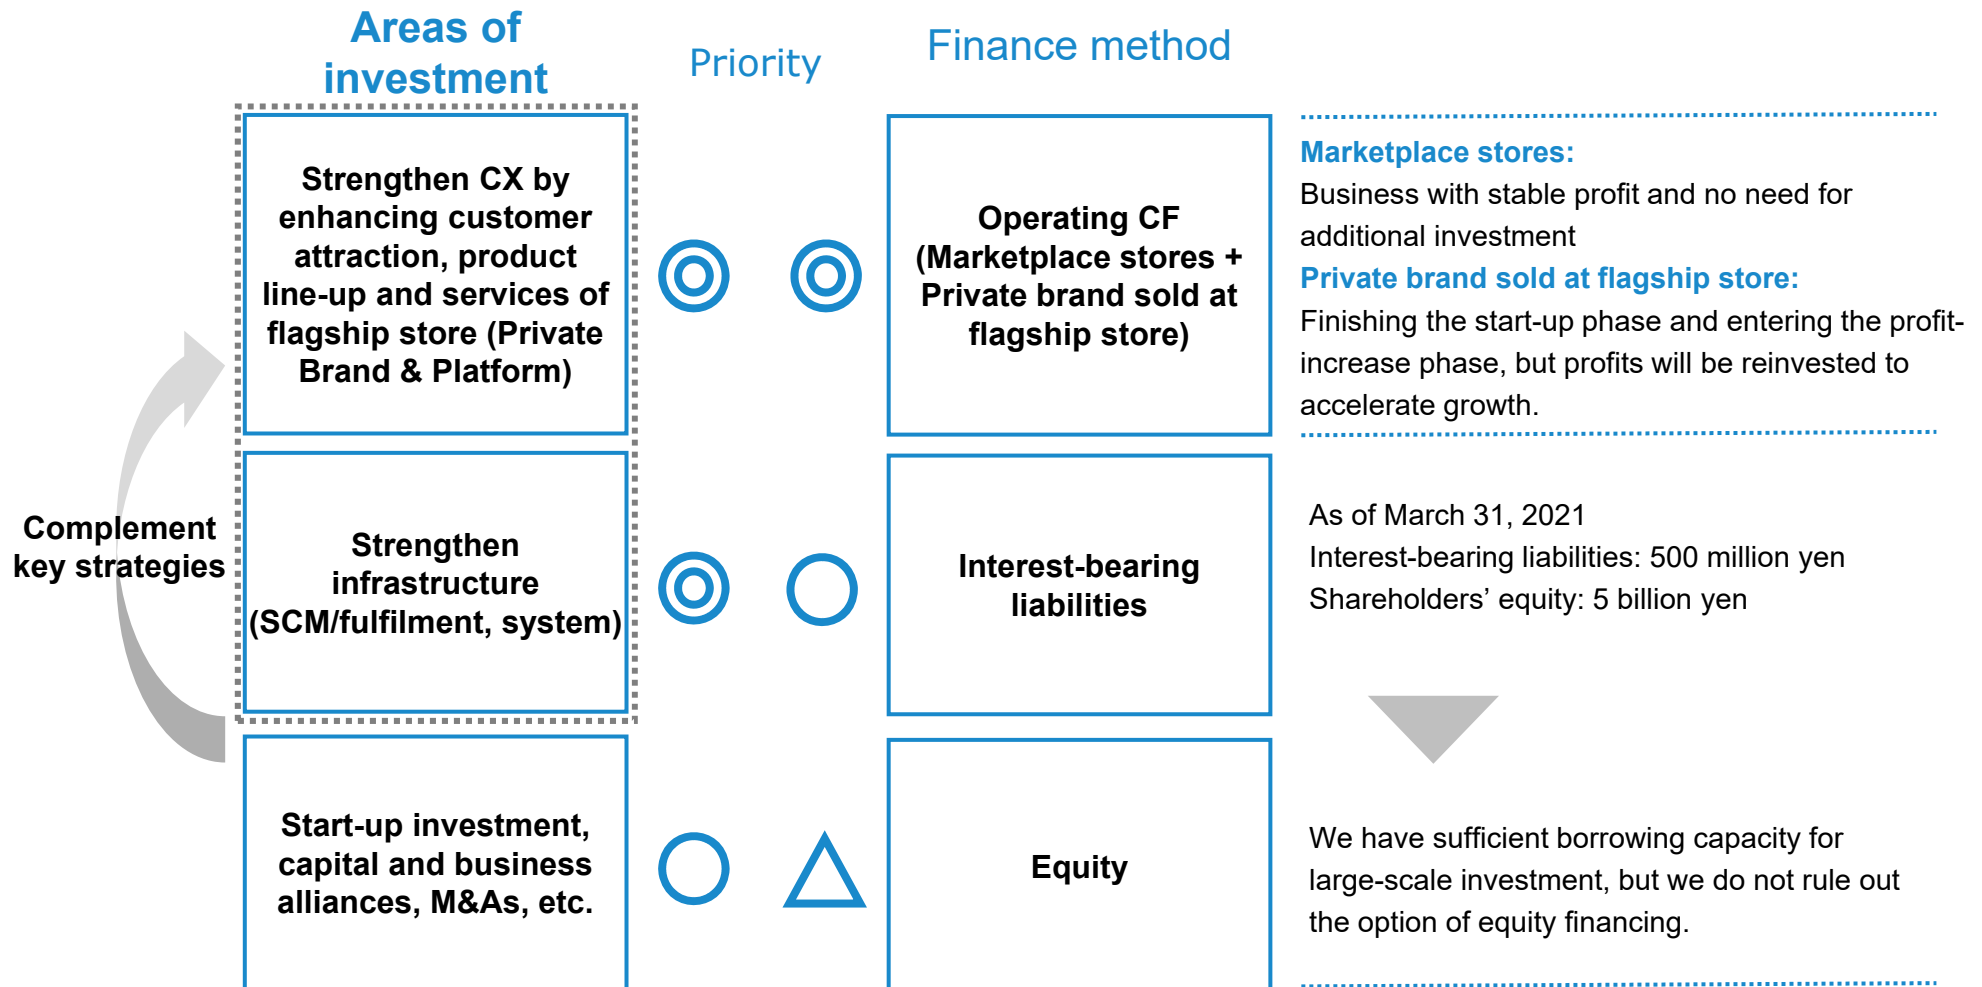 Areas of
investment
Priority
Finance method
Strengthen CX by
enhancing customer
attraction, product
line-up and services of
flagship store (Private
Brand & Platform)
Operating CF
(Marketplace stores +
Private brand sold at
flagship store)
Marketplace stores:
Business with stable profit and no need for
additional investment
Private brand sold at flagship store:
Finishing the start-up phase and entering the profit-
increase phase, but profits will be reinvested to
accelerate growth.
Complement
key strategies
Strengthen
infrastructure
(SCM/fulfilment, system)
Interest-bearing
liabilities
As of March 31, 2021
Interest-bearing liabilities: 500 million yen
Shareholders’ equity: 5 billion yen
Start-up investment,
capital and business
alliances, M&As, etc.
Equity
We have sufficient borrowing capacity for
large-scale investment, but we do not rule out
the option of equity financing.